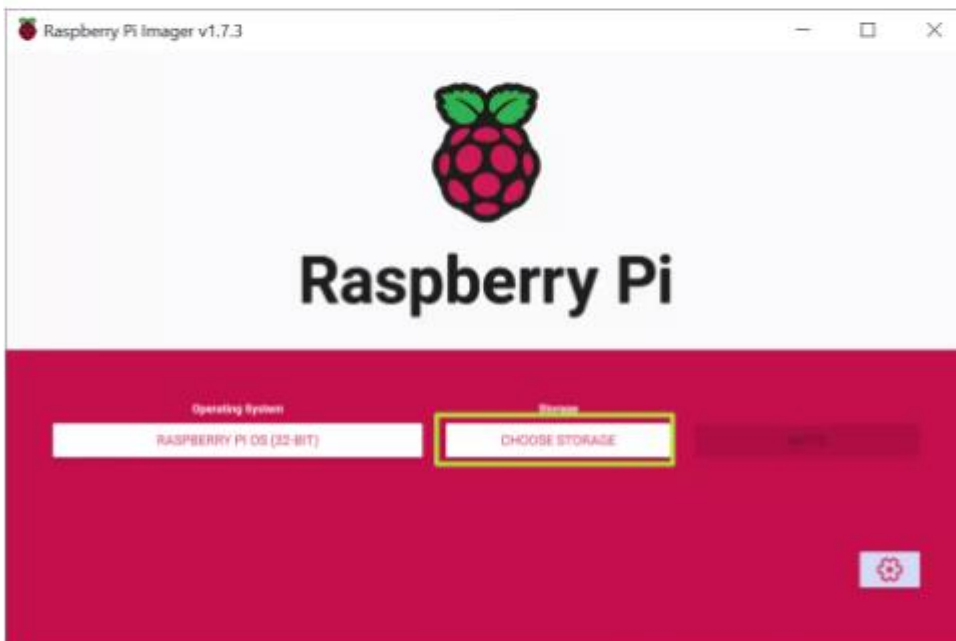 Raspberry Pi Imager v1.7.3
Raspberry Pi
Operating System
Storage
RASPBERRY PI OS (32-BIT)
CHOOSE STORAGE